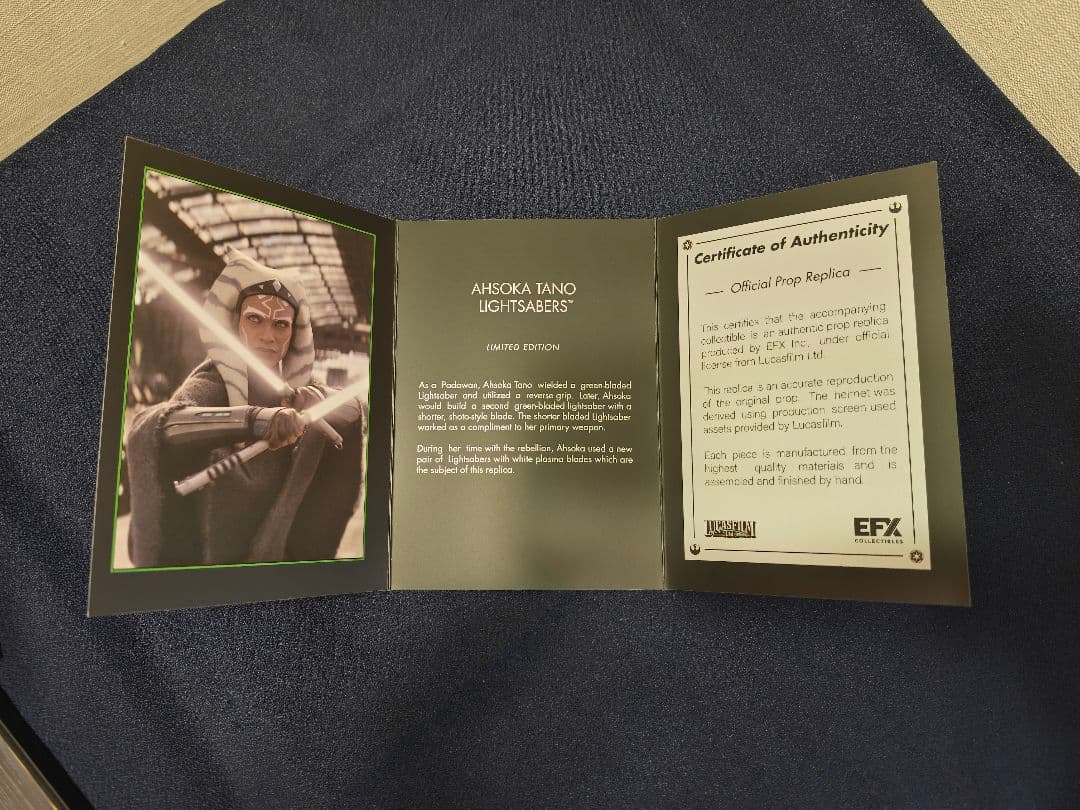 AHSOKA TANO
LIGHTSABERS™
LIMITED EDITION
As a Padawan, Ahsoka Tano wielded a green-bladed
Lightsaber and utilized a reverse grip. Later, Ahsoka
would build a second green-bladed lightsaber with a
shorter, shoto-style blade. The shorter bladed Lightsaber
worked as a compliment to her primary weapon.
During her time with the rebellion, Ahsoka used a new
pair of Lightsabers with white plasma blades which are
the subject of this replica.
Certificate of Authenticity
Official Prop Replica
This certifies that the accompanying
collectible is an authentic prop replica
produced by EFX Inc., under official
license from Lucasfilm Ltd.
This replica is an accurate reproduction
of the original prop. The helmet was
derived using production screen used
assets provided by Lucasfilm.
Each piece is manufactured from the
highest quality materials and is
assembled and finished by hand.
LUCASFILM
EFX
COLLECTIBLES